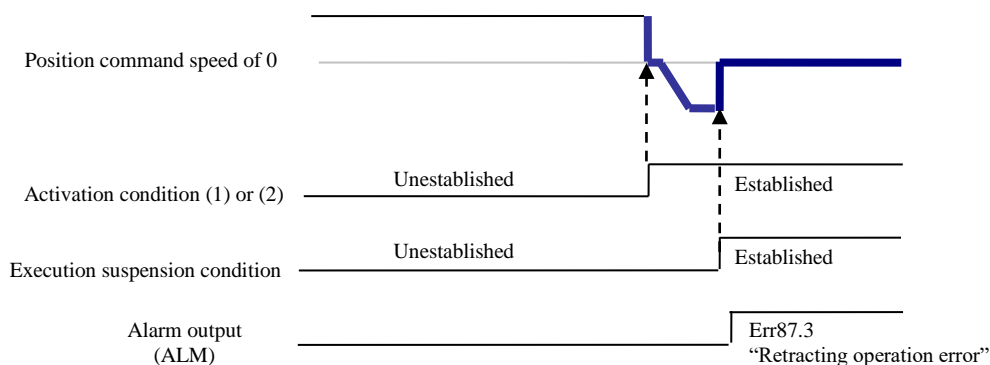 Position command speed of 0
Activation condition (1) or (2)
Unestablished
Established
Execution suspension condition
Unestablished
Established
Alarm output
(ALM)
Err87.3
“Retracting operation error”